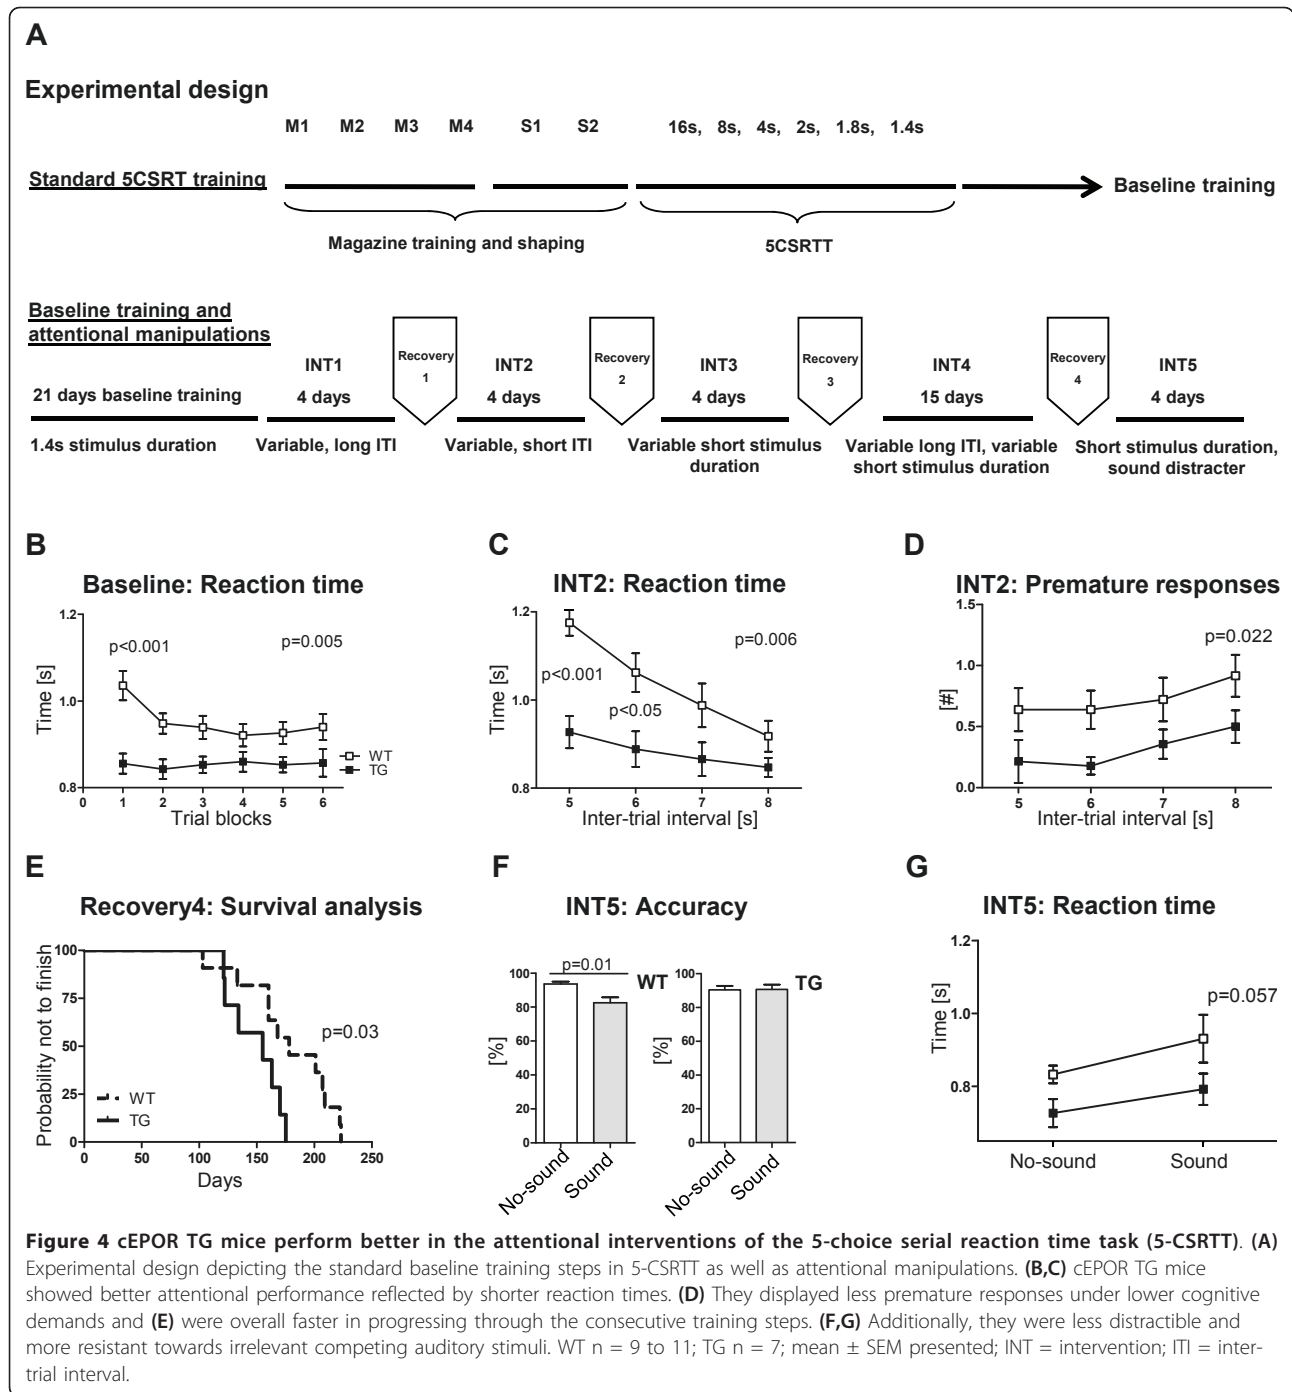 A
Experimental design
M1 M2 M3 M4 S1 S2 16s, 8s, 4s, 2s, 1.8s, 1.4s
Standard 5CSRT training
Baseline training
Magazine training and shaping
5CSRTT
Baseline training and
attentional manipulations
21 days baseline training
1.4s stimulus duration
INT1
4 days
Variable, long ITI
Recovery
1
INT2
4 days
Variable, short ITI
Recovery
2
INT3
4 days
Variable short stimulus
duration
Recovery
3
INT4
15 days
Variable long ITI, variable
short stimulus duration
Recovery
4
INT5
4 days
Short stimulus duration,
sound distracter
B
Baseline: Reaction time
1.2
1.0
0.8
Time [s]
p<0.001
p=0.005
WT
TG
0 1 2 3 4 5 6
Trial blocks
C
INT2: Reaction time
1.2
1.0
0.8
Time [s]
p=0.006
p<0.001
p<0.05
5 6 7 8
Inter-trial interval [s]
D
INT2: Premature responses
1.5
1.0
0.5
0.0
[#]
p=0.022
5 6 7 8
Inter-trial interval [s]
E
Recovery4: Survival analysis
100
75
50
25
0
Probability not to finish
p=0.03
WT
TG
0 50 100 150 200 250
Days
F
INT5: Accuracy
100
80
60
40
20
0
[%]
p=0.01
WT
No-sound
Sound
100
80
60
40
20
0
[%]
TG
No-sound
Sound
G
INT5: Reaction time
1.2
1.0
0.8
Time [s]
p=0.057
No-sound
Sound
Figure 4 cEPOR TG mice perform better in the attentional interventions of the 5-choice serial reaction time task (5-CSRTT). (A)
Experimental design depicting the standard baseline training steps in 5-CSRTT as well as attentional manipulations. (B,C) cEPOR TG mice
showed better attentional performance reflected by shorter reaction times. (D) They displayed less premature responses under lower cognitive
demands and (E) were overall faster in progressing through the consecutive training steps. (F,G) Additionally, they were less distractible and
more resistant towards irrelevant competing auditory stimuli. WT n = 9 to 11; TG n = 7; mean ± SEM presented; INT = intervention; ITI = inter-
trial interval.